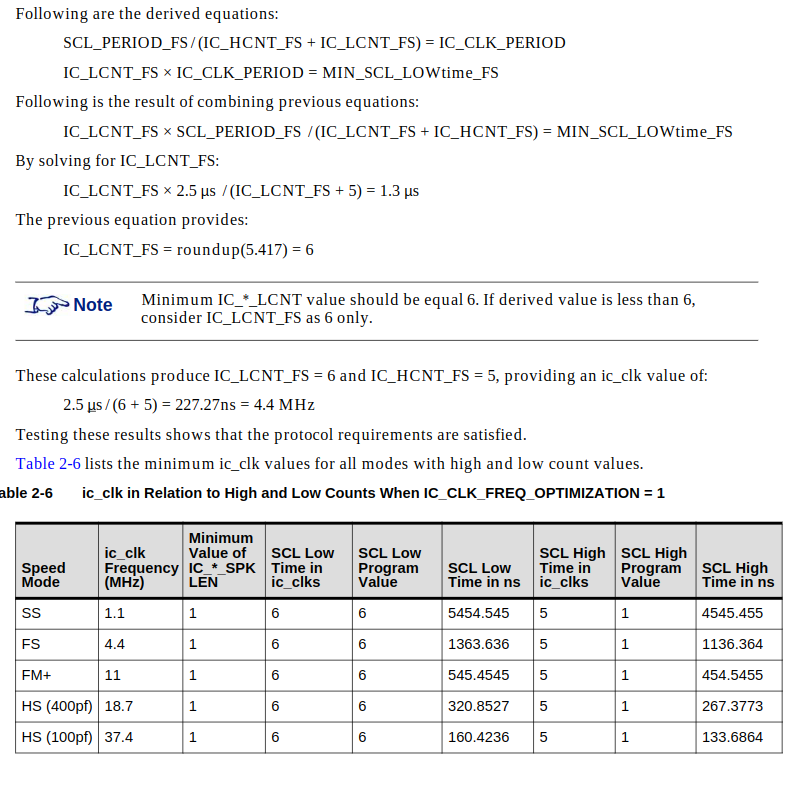 Following are the derived equations:
SCL_PERIOD_FS / (IC_HCNT_FS + IC_LCNT_FS) = IC_CLK_PERIOD
IC_LCNT_FS × IC_CLK_PERIOD = MIN_SCL_LOWtime_FS
Following is the result of combining previous equations:
IC_LCNT_FS × SCL_PERIOD_FS / (IC_LCNT_FS + IC_HCNT_FS) = MIN_SCL_LOWtime_FS
By solving for IC_LCNT_FS:
IC_LCNT_FS × 2.5 µs / (IC_LCNT_FS + 5) = 1.3 µs
The previous equation provides:
IC_LCNT_FS = roundup(5.417) = 6
Note Minimum IC_*_LCNT value should be equal 6. If derived value is less than 6,
consider IC_LCNT_FS as 6 only.
These calculations produce IC_LCNT_FS = 6 and IC_HCNT_FS = 5, providing an ic_clk value of:
2.5 µs / (6 + 5) = 227.27ns = 4.4 MHz
Testing these results shows that the protocol requirements are satisfied.
Table 2-6 lists the minimum ic_clk values for all modes with high and low count values.
able 2-6 ic_clk in Relation to High and Low Counts When IC_CLK_FREQ_OPTIMIZATION = 1
Speed Mode ic_clk Frequency (MHz) Minimum Value of IC_*_SPK LEN SCL Low Time in ic_clks SCL Low Program Value SCL Low Time in ns SCL High Time in ic_clks SCL High Program Value SCL High Time in ns
SS 1.1 1 6 6 5454.545 5 1 4545.455
FS 4.4 1 6 6 1363.636 5 1 1136.364
FM+ 11 1 6 6 545.4545 5 1 454.5455
HS (400pf) 18.7 1 6 6 320.8527 5 1 267.3773
HS (100pf) 37.4 1 6 6 160.4236 5 1 133.6864